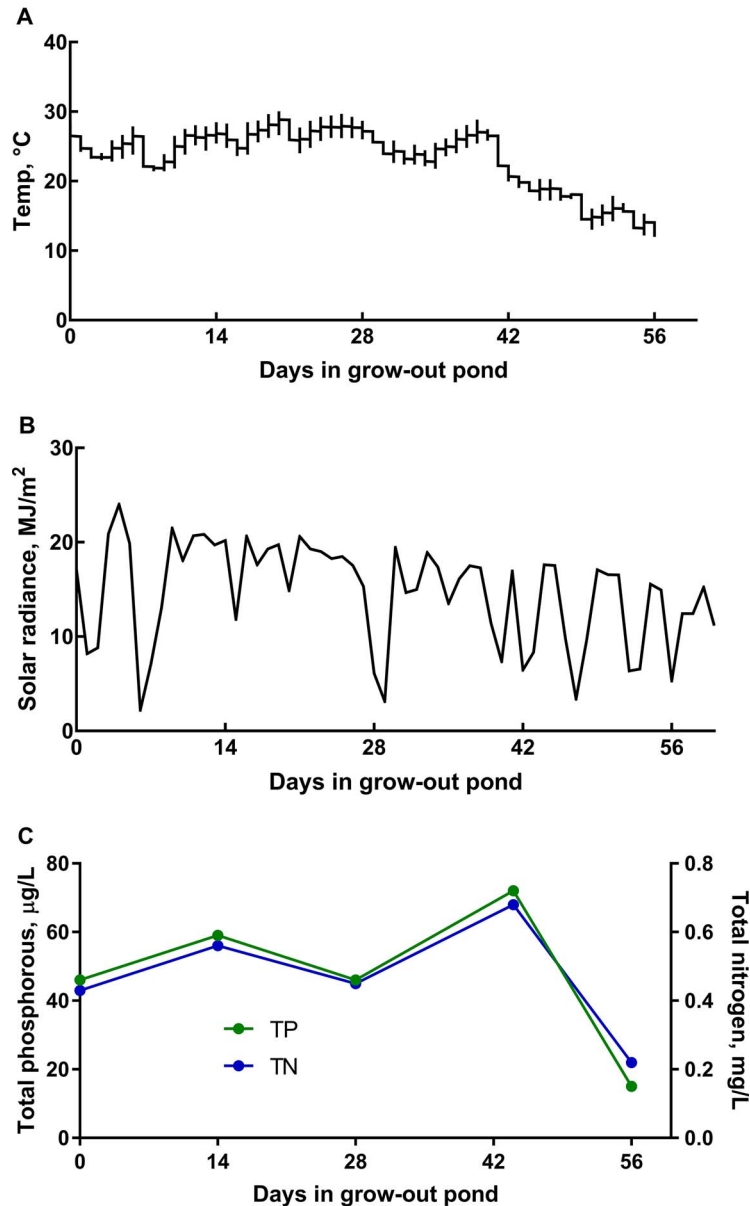 A
40
30
20
10
0
Temp, °C
0 14 28 42 56
Days in grow-out pond
B
30
20
10
0
Solar radiance, MJ/m²
0 14 28 42 56
Days in grow-out pond
C
80
60
40
20
0
Total phosphorous, µg/L
TP
TN
0.8
0.6
0.4
0.2
0.0
Total nitrogen, mg/L
0 14 28 42 56
Days in grow-out pond